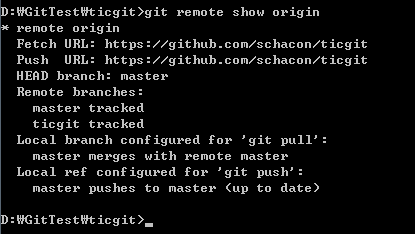 D:₩GitTest₩ticgit>git remote show origin
* remote origin
  Fetch URL: https://github.com/schacon/ticgit
  Push  URL: https://github.com/schacon/ticgit
  HEAD branch: master
  Remote branches:
    master tracked
    ticgit tracked
  Local branch configured for 'git pull':
    master merges with remote master
  Local ref configured for 'git push':
    master pushes to master (up to date)
D:₩GitTest₩ticgit>_